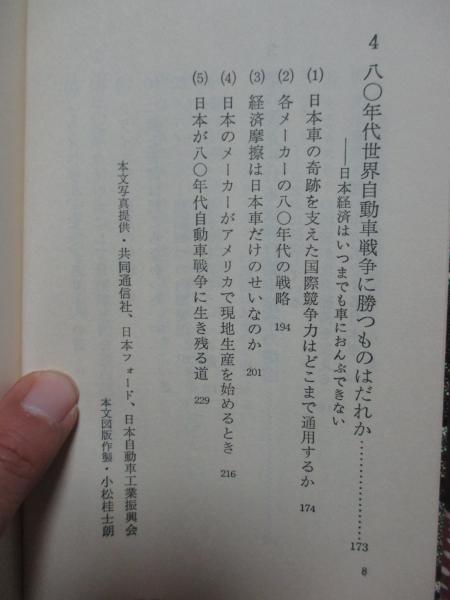 4 八〇年代世界自動車戦争に勝つものはだれか……………………173
――日本経済はいつまでも車におんぶできない
(1) 日本車の奇跡を支えた国際競争力はどこまで通用するか 174
(2) 各メーカーの八〇年代の戦略 194
(3) 経済摩擦は日本車だけのせいなのか 201
(4) 日本のメーカーがアメリカで現地生産を始めるとき 216
(5) 日本が八〇年代自動車戦争に生き残る道 229
本文写真提供・共同通信社、日本フォード、日本自動車工業振興会
本文図版作製・小松桂士朗
8